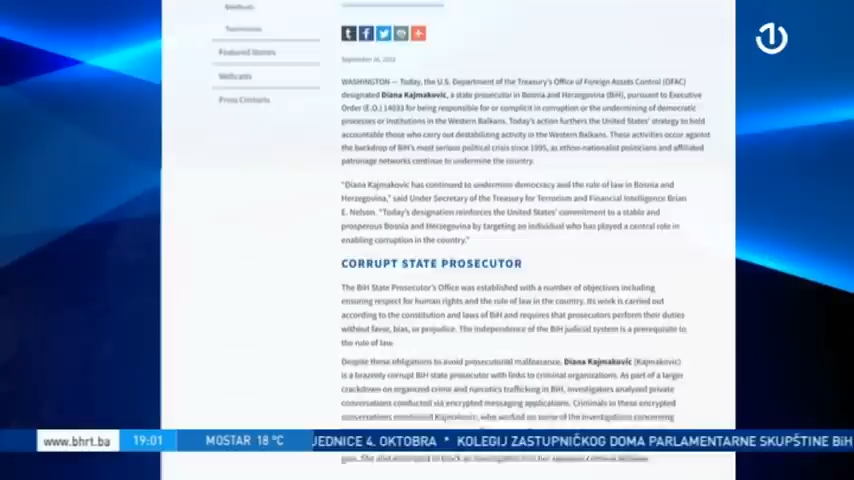 Featured Stories
Webcasts
Press Contacts
1
September 26, 2022
WASHINGTON — Today, the U.S. Department of the Treasury's Office of Foreign Assets Control (OFAC)
designated Diana Kajmakovic, a state prosecutor in Bosnia and Herzegovina (BiH), pursuant to Executive
Order (E.O.) 14033 for being responsible for or complicit in corruption or the undermining of democratic
processes or institutions in the Western Balkans. Today's action furthers the United States' strategy to hold
accountable those who carry out destabilizing activity in the Western Balkans. These activities occur against
the backdrop of BiH's most serious political crisis since 1995, as ethno-nationalist politicians and affiliated
patronage networks continue to undermine the country.
"Diana Kajmakovic has continued to undermine democracy and the rule of law in Bosnia and
Herzegovina," said Under Secretary of the Treasury for Terrorism and Financial Intelligence Brian
E. Nelson. "Today's designation reinforces the United States' commitment to a stable and
prosperous Bosnia and Herzegovina by targeting an individual who has played a central role in
enabling corruption in the country."
CORRUPT STATE PROSECUTOR
The BiH State Prosecutor's Office was established with a number of objectives including
ensuring respect for human rights and the rule of law in the country. Its work is carried out
according to the constitution and laws of BiH and requires that prosecutors perform their duties
without favor, bias, or prejudice. The independence of the BiH judicial system is a prerequisite to
the rule of law.
Despite these obligations to avoid prosecutorial malfeasance, Diana Kajmakovic (Kajmakovic)
is a brazenly corrupt BiH state prosecutor with links to criminal organizations. As part of a larger
crackdown on organized crime and narcotics trafficking in BiH, investigators analyzed private
conversations conducted via encrypted messaging applications. Criminals in these encrypted
conversations mentioned Kajmakovic, who worked on some of the investigations concerning
www.bhrt.ba 19:01 MOSTAR 18 °C JEDNICE 4. OKTOBRA * KOLEGIJ ZASTUPNIČKOG DOMA PARLAMENTARNE SKUPŠTINE BiH